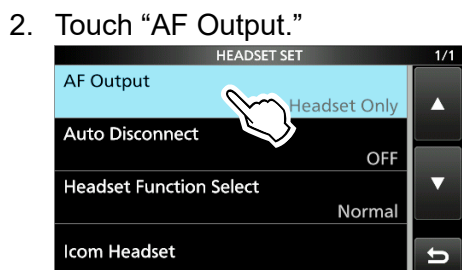 2. Touch “AF Output.”
HEADSET SET 1/1
AF Output
Headset Only
Auto Disconnect
OFF
Headset Function Select
Normal
Icom Headset